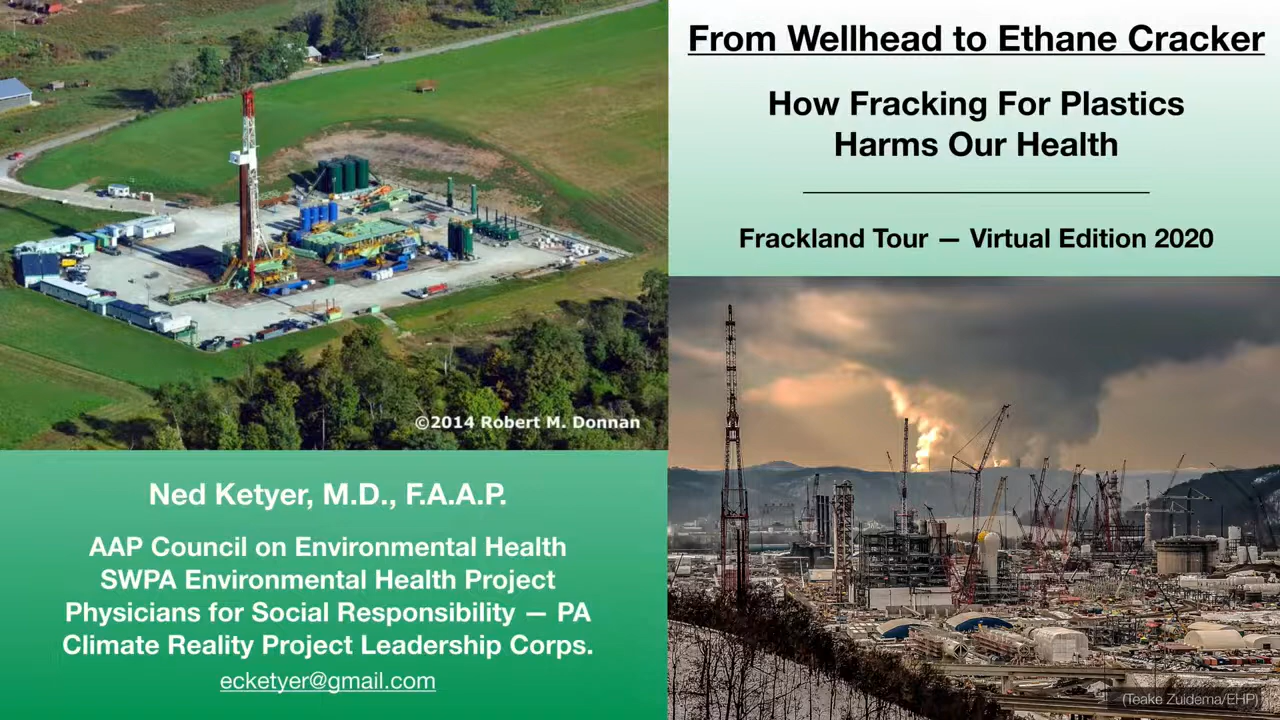 From Wellhead to Ethane Cracker
How Fracking For Plastics
Harms Our Health
Frackland Tour — Virtual Edition 2020
©2014 Robert M. Donnan
Ned Ketyer, M.D., F.A.A.P.
AAP Council on Environmental Health
SWPA Environmental Health Project
Physicians for Social Responsibility — PA
Climate Reality Project Leadership Corps.
ecketyer@gmail.com
(Teake Zuidema/EHP)